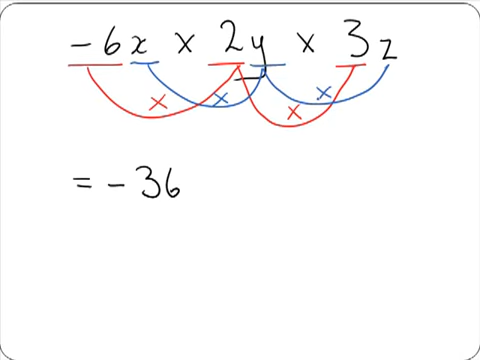 -6x × 2y × 3z
× × × ×
= -36